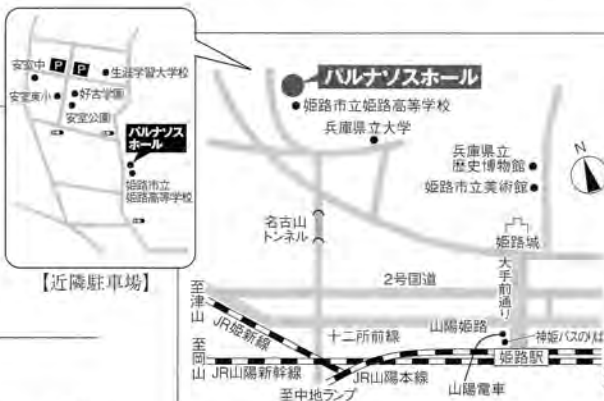 安室中
P
P
生涯学習大学校
安室東小
好古学園
安室公園
パルナソス
ホール
姫路市立
姫路高等学校
【近隣駐車場】
パルナソスホール
姫路市立姫路高等学校
兵庫県立大学
兵庫県立
歴史博物館
姫路市立美術館
N
名古山
トンネル
姫路城
大手前通り
2号国道
至津山
JR姫新線
十二所前線
山陽姫路
神姫バスのりば
至岡山
JR山陽新幹線
JR山陽本線
姫路駅
至中地ランプ
山陽電車